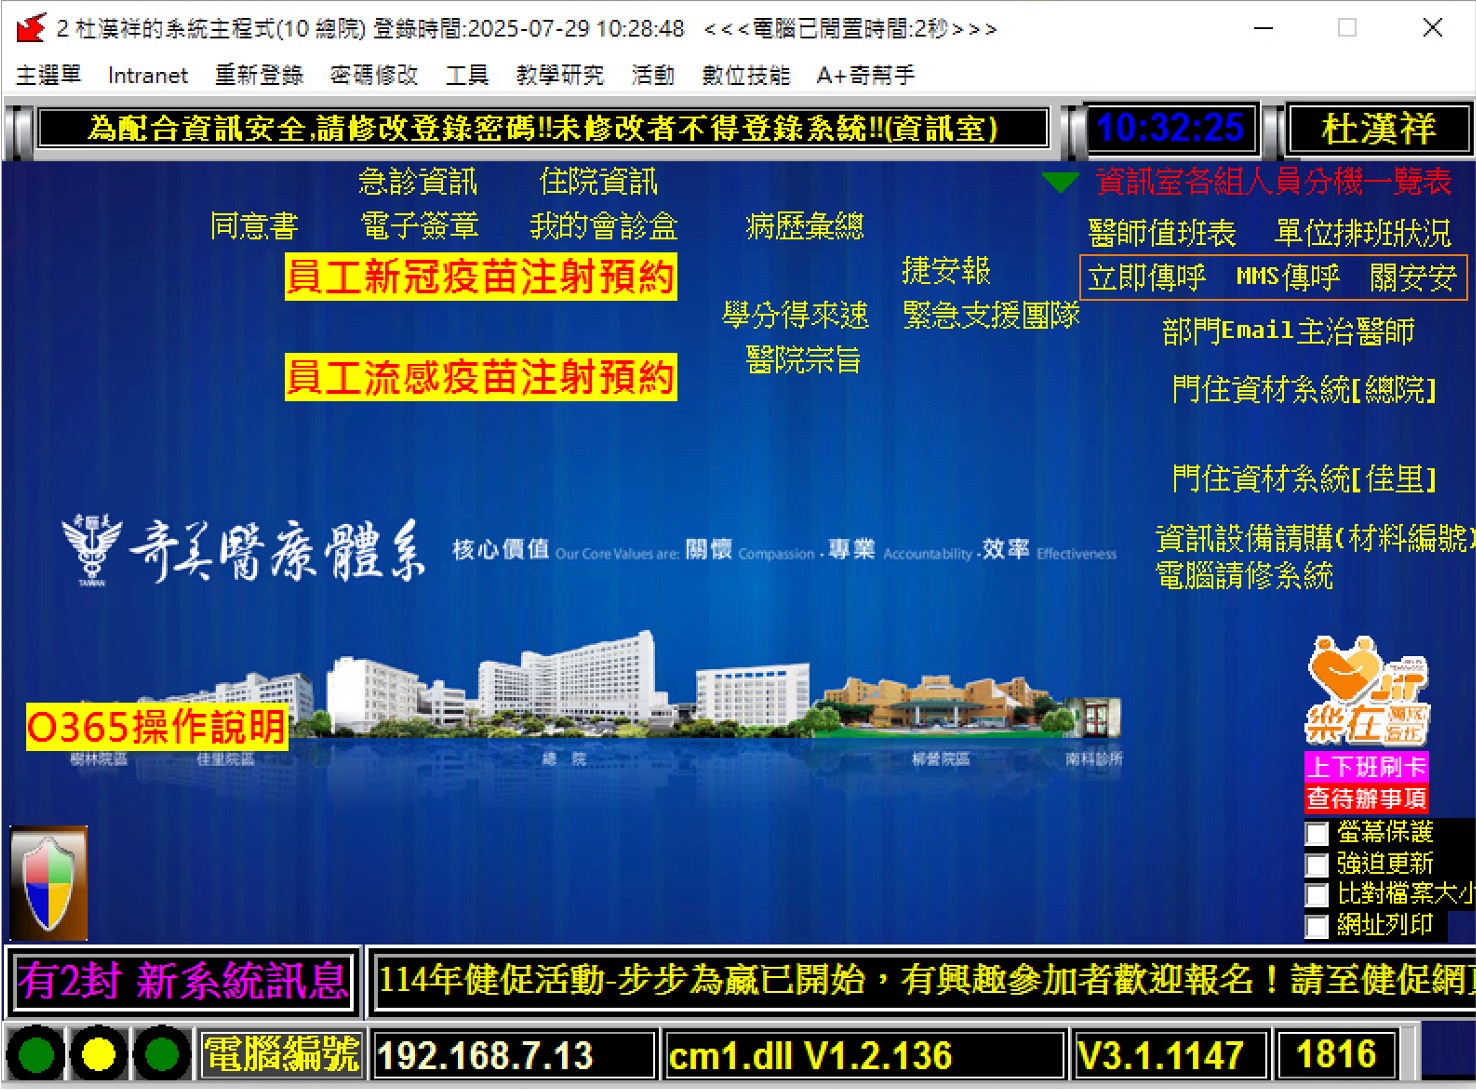 2 杜漢祥的系統主程式(10 總院) 登錄時間:2025-07-29 10:28:48 <<<電腦已閒置時間:2秒>>>
主選單 Intranet 重新登錄 密碼修改 工具 教學研究 活動 數位技能 A+奇幫手
為配合資訊安全,請修改登錄密碼!!未修改者不得登錄系統!!(資訊室) 10:32:25 杜漢祥
急診資訊 住院資訊 資訊室各組人員分機一覽表
同意書 電子簽章 我的會診盒 病歷彙總 醫師值班表 單位排班狀況
員工新冠疫苗注射預約 捷安報 立即傳呼 MMS傳呼 關安安
學分得來速 緊急支援團隊
部門Email主治醫師
員工流感疫苗注射預約 醫院宗旨
門住資材系統[總院]
門住資材系統[佳里]
資訊設備請購(材料編號)
奇美 TAIWAN 奇美醫療體系 核心價值 Our Core Values are: 關懷 Compassion . 專業 Accountability . 效率 Effectiveness
電腦請修系統
O365操作說明
樂在
樹林院區 佳里院區 總 院 柳營院區 南科診所
上下班刷卡
查待辦事項
螢幕保護
強迫更新
比對檔案大小
網址列印
有2封 新系統訊息 114年健促活動-步步為贏已開始，有興趣參加者歡迎報名！請至健促網頁
電腦編號 192.168.7.13 cm1.dll V1.2.136 V3.1.1147 1816